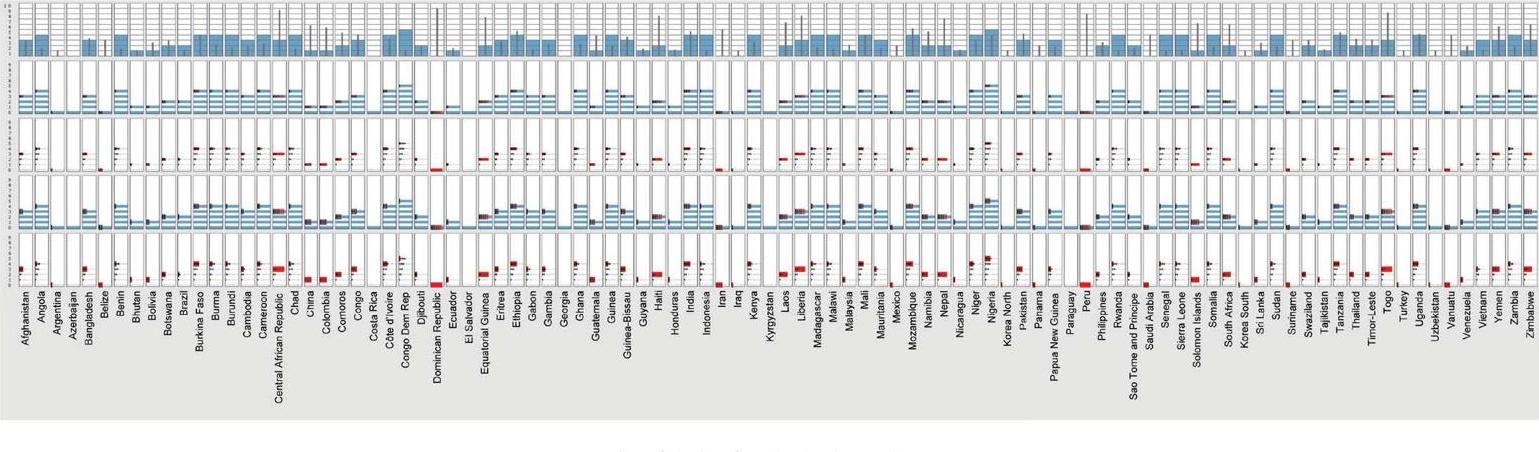 Afghanistan
Angola
Argentina
Azerbaijan
Bangladesh
Belize
Benin
Bhutan
Bolivia
Botswana
Brazil
Burkina Faso
Burma
Burundi
Cambodia
Cameroon
Central African Republic
Chad
China
Colombia
Comoros
Congo
Costa Rica
Côte d'Ivoire
Congo Dem Rep
Djibouti
Dominican Republic
Ecuador
El Salvador
Equatorial Guinea
Eritrea
Ethiopia
Gabon
Gambia
Georgia
Ghana
Guatemala
Guinea
Guinea-Bissau
Guyana
Haiti
Honduras
India
Indonesia
Iran
Iraq
Kenya
Kyrgyzstan
Laos
Liberia
Madagascar
Malawi
Malaysia
Mali
Mauritania
Mexico
Mozambique
Namibia
Nepal
Nicaragua
Niger
Nigeria
Korea North
Pakistan
Panama
Papua New Guinea
Paraguay
Peru
Philippines
Rwanda
Sao Tome and Principe
Saudi Arabia
Senegal
Sierra Leone
Solomon Islands
Somalia
South Africa
Korea South
Sri Lanka
Sudan
Suriname
Swaziland
Tajikistan
Tanzania
Thailand
Timor-Leste
Togo
Turkey
Uganda
Uzbekistan
Vanuatu
Venezuela
Vietnam
Yemen
Zambia
Zimbabwe